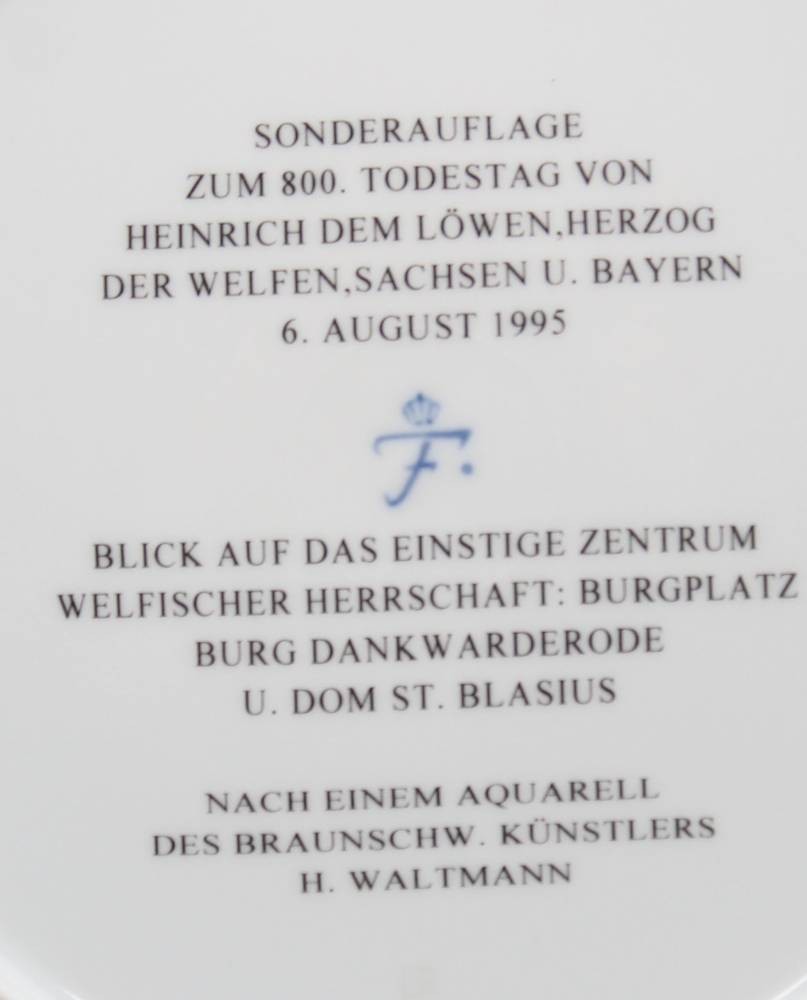 SONDERAUFLAGE
ZUM 800. TODESTAG VON
HEINRICH DEM LÖWEN,HERZOG
DER WELFEN,SACHSEN U. BAYERN
6. AUGUST 1995
F.
BLICK AUF DAS EINSTIGE ZENTRUM
WELFISCHER HERRSCHAFT: BURGPLATZ
BURG DANKWARDERODE
U. DOM ST. BLASIUS
NACH EINEM AQUARELL
DES BRAUNSCHW. KÜNSTLERS
H. WALTMANN